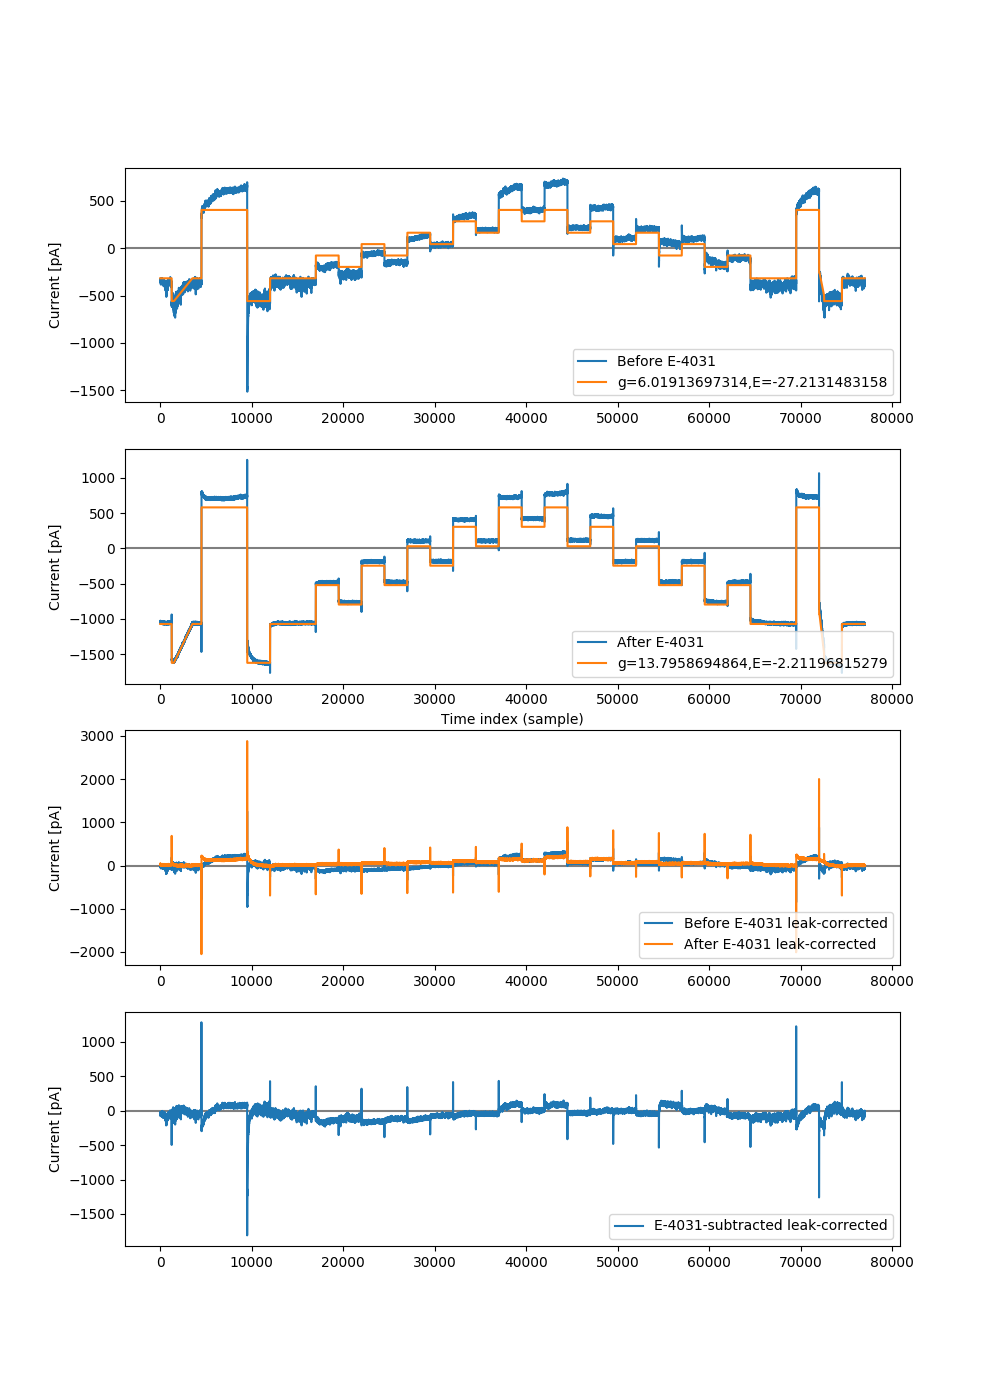 500
0
−500
−1000
−1500
Current [pA]
Before E-4031
g=6.01913697314,E=-27.2131483158
0 10000 20000 30000 40000 50000 60000 70000 80000
1000
500
0
−500
−1000
−1500
Current [pA]
After E-4031
g=13.7958694864,E=-2.21196815279
0 10000 20000 30000 40000 50000 60000 70000 80000
Time index (sample)
3000
2000
1000
0
−1000
−2000
Current [pA]
Before E-4031 leak-corrected
After E-4031 leak-corrected
0 10000 20000 30000 40000 50000 60000 70000 80000
1000
500
0
−500
−1000
−1500
Current [pA]
E-4031-subtracted leak-corrected
0 10000 20000 30000 40000 50000 60000 70000 80000